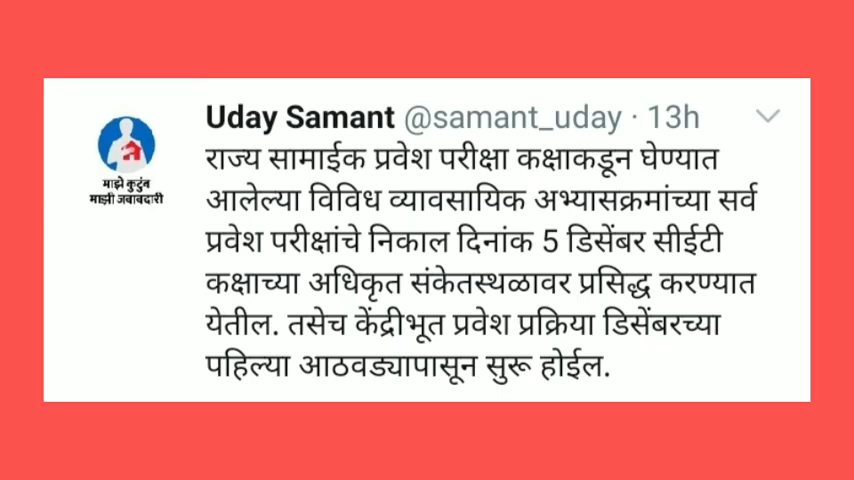 Uday Samant @samant_uday · 13h
राज्य सामाईक प्रवेश परीक्षा कक्षाकडून घेण्यात
आलेल्या विविध व्यावसायिक अभ्यासक्रमांच्या सर्व
प्रवेश परीक्षांचे निकाल दिनांक 5 डिसेंबर सीईटी
कक्षाच्या अधिकृत संकेतस्थळावर प्रसिद्ध करण्यात
येतील. तसेच केंद्रीभूत प्रवेश प्रक्रिया डिसेंबरच्या
पहिल्या आठवड्यापासून सुरू होईल.
माझे कुटुंब
माझी जबाबदारी